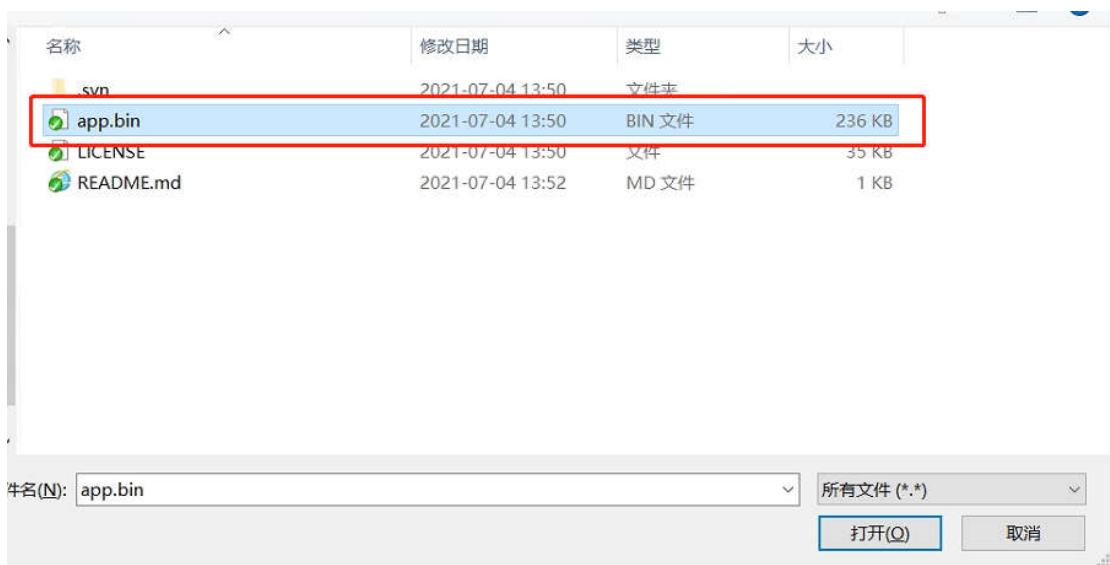 名称 修改日期 类型 大小
.svn 2021-07-04 13:50 文件夹
app.bin 2021-07-04 13:50 BIN 文件 236 KB
LICENSE 2021-07-04 13:50 文件 35 KB
README.md 2021-07-04 13:52 MD 文件 1 KB
件名(N): app.bin 所有文件 (*.*)
打开(O) 取消